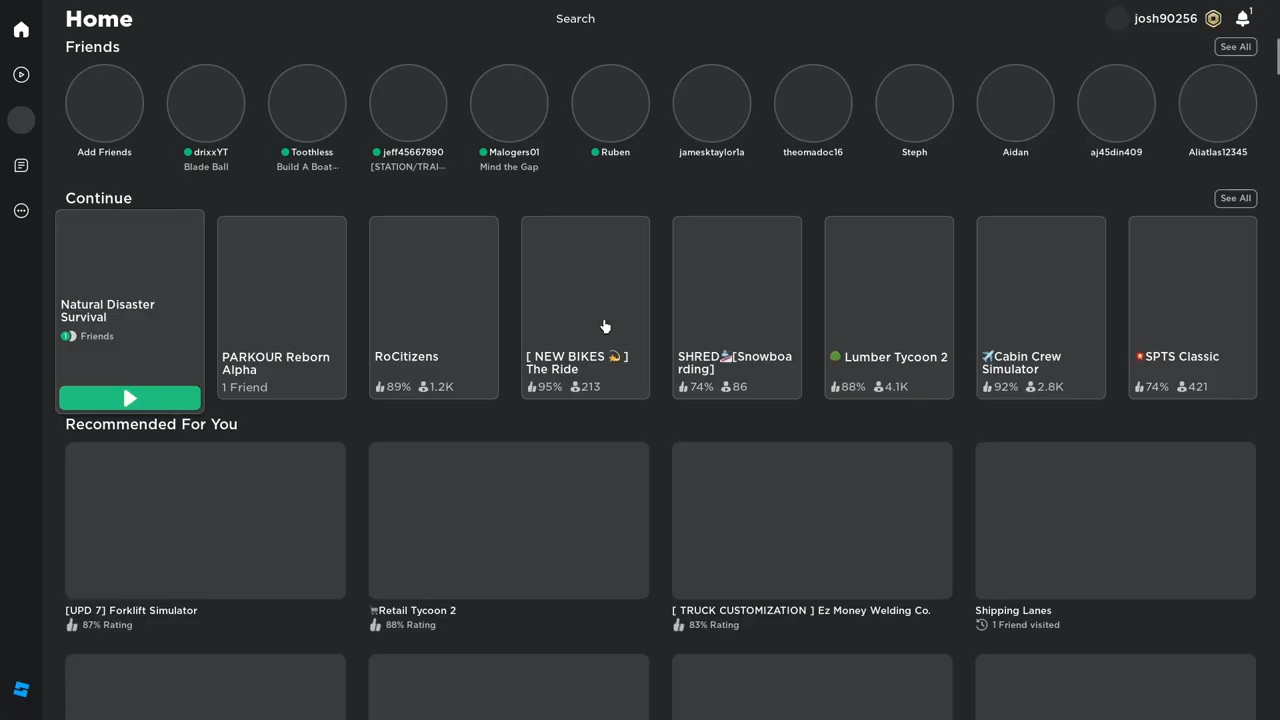 Home
Search
josh90256
1
Friends
See All
Add Friends
drixxYT
Blade Ball
Toothless
Build A Boat...
jeff45667890
[STATION/TRAI...
Malogers01
Mind the Gap
Ruben
jamesktaylor1a
theomadoc16
Steph
Aidan
aj45din409
Aliatlas12345
Continue
See All
Natural Disaster
Survival
1 Friends
PARKOUR Reborn
Alpha
1 Friend
RoCitizens
89% 1.2K
[ NEW BIKES 💫 ]
The Ride
95% 213
SHRED🏂[Snowboa
rding]
74% 86
🟢 Lumber Tycoon 2
88% 4.1K
✈️Cabin Crew
Simulator
92% 2.8K
💥SPTS Classic
74% 421
Recommended For You
[UPD 7] Forklift Simulator
87% Rating
🛒Retail Tycoon 2
88% Rating
[ TRUCK CUSTOMIZATION ] Ez Money Welding Co.
83% Rating
Shipping Lanes
1 Friend visited